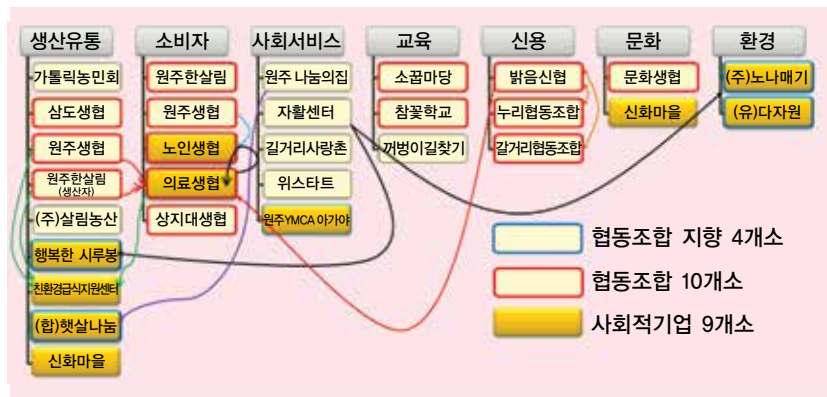 생산유통
가톨릭농민회
삼도생협
원주생협
원주한살림
(생산자)
(주)살림농산
행복한 시루봉
친환경급식지원센터
(합)햇살나눔
신화마을
소비자
원주한살림
원주생협
노인생협
의료생협
상지대생협
사회서비스
원주 나눔의집
자활센터
길거리사랑촌
위스타트
원주YMCA 아가야
교육
소꿉마당
참꽃학교
꺼벙이길찾기
신용
밝음신협
누리협동조합
갈거리협동조합
문화
문화생협
신화마을
환경
(주)노나매기
(유)다자원
협동조합 지향 4개소
협동조합 10개소
사회적기업 9개소